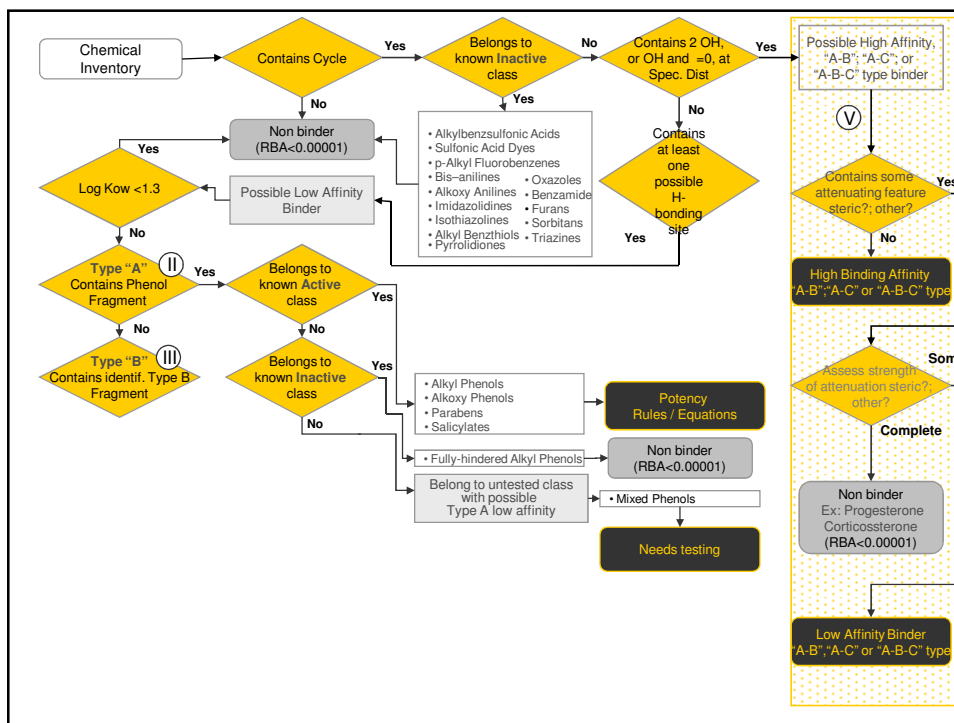 Chemical
Inventory
Contains Cycle
Yes
Belongs to
known Inactive
class
No
Contains 2 OH,
or OH and =0, at
Spec. Dist
Yes
Possible High Affinity,
“A-B”; “A-C”; or
“A-B-C” type binder
No
Yes
No
V
Non binder
(RBA<0.00001)
• Alkylbenzsulfonic Acids
• Sulfonic Acid Dyes
• p-Alkyl Fluorobenzenes
• Bis–anilines
• Alkoxy Anilines
• Imidazolidines
• Isothiazolines
• Alkyl Benzthiols
• Pyrrolidiones
• Oxazoles
• Benzamide
• Furans
• Sorbitans
• Triazines
Contains
at least
one
possible
H-
bonding
site
Yes
Yes
Log Kow <1.3
Possible Low Affinity
Binder
Contains some
attenuating feature
steric?; other?
Yes
No
No
Type “A”
Contains Phenol
Fragment
II
Yes
Belongs to
known Active
class
Yes
High Binding Affinity
“A-B”;“A-C” or “A-B-C” type
No
No
Type “B”
Contains identif. Type B
Fragment
III
Belongs to
known Inactive
class
Yes
No
• Alkyl Phenols
• Alkoxy Phenols
• Parabens
• Salicylates
Potency
Rules / Equations
Som
Assess strength
of attenuation steric?;
other?
Complete
• Fully-hindered Alkyl Phenols
Non binder
(RBA<0.00001)
Belong to untested class
with possible
Type A low affinity
• Mixed Phenols
Needs testing
Non binder
Ex: Progesterone
Corticossterone
(RBA<0.00001)
Low Affinity Binder
“A-B”,“A-C” or “A-B-C” type